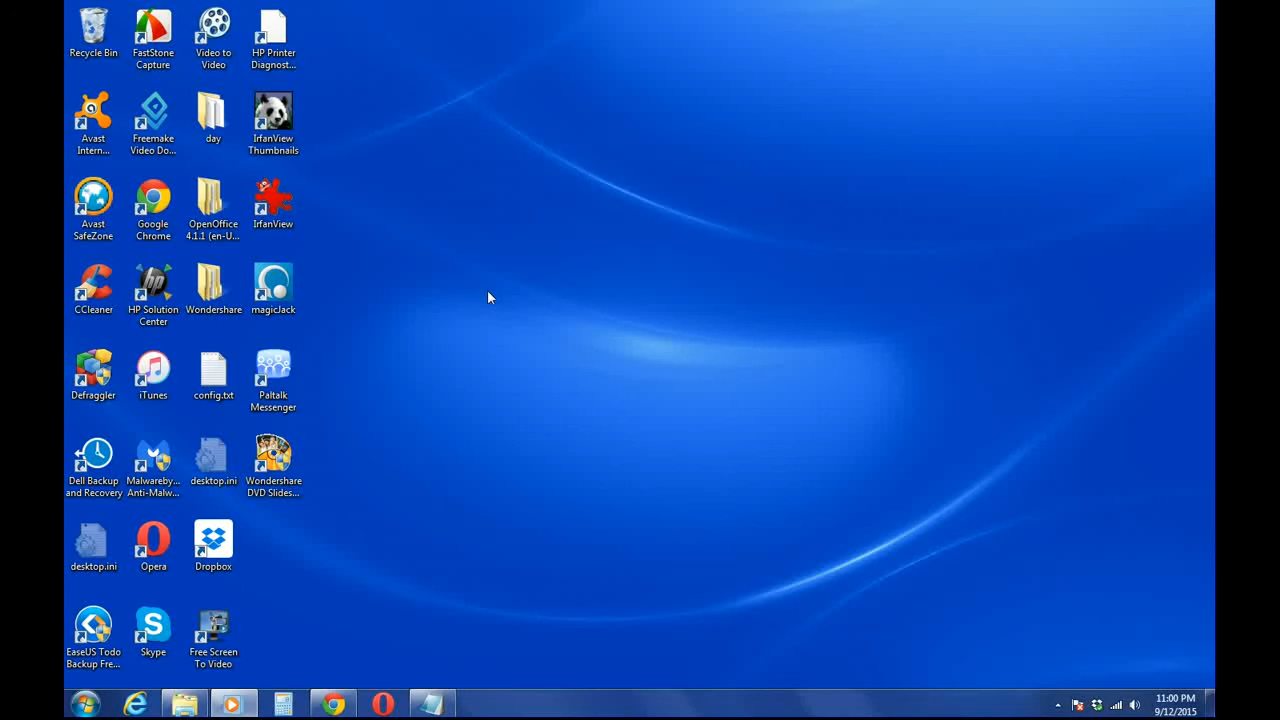 Recycle Bin
FastStone
Capture
Video to
Video
HP Printer
Diagnost...
Avast
Intern...
Freemake
Video Do...
day
IrfanView
Thumbnails
Avast
SafeZone
Google
Chrome
OpenOffice
4.1.1 (en-U...
IrfanView
CCleaner
HP Solution
Center
Wondershare
magicJack
Defraggler
iTunes
config.txt
Paltalk
Messenger
Dell Backup
and Recovery
Malwareby...
Anti-Malw...
desktop.ini
Wondershare
DVD Slides...
desktop.ini
Opera
Dropbox
EaseUS Todo
Backup Fre...
Skype
Free Screen
To Video
11:00 PM
9/12/2015